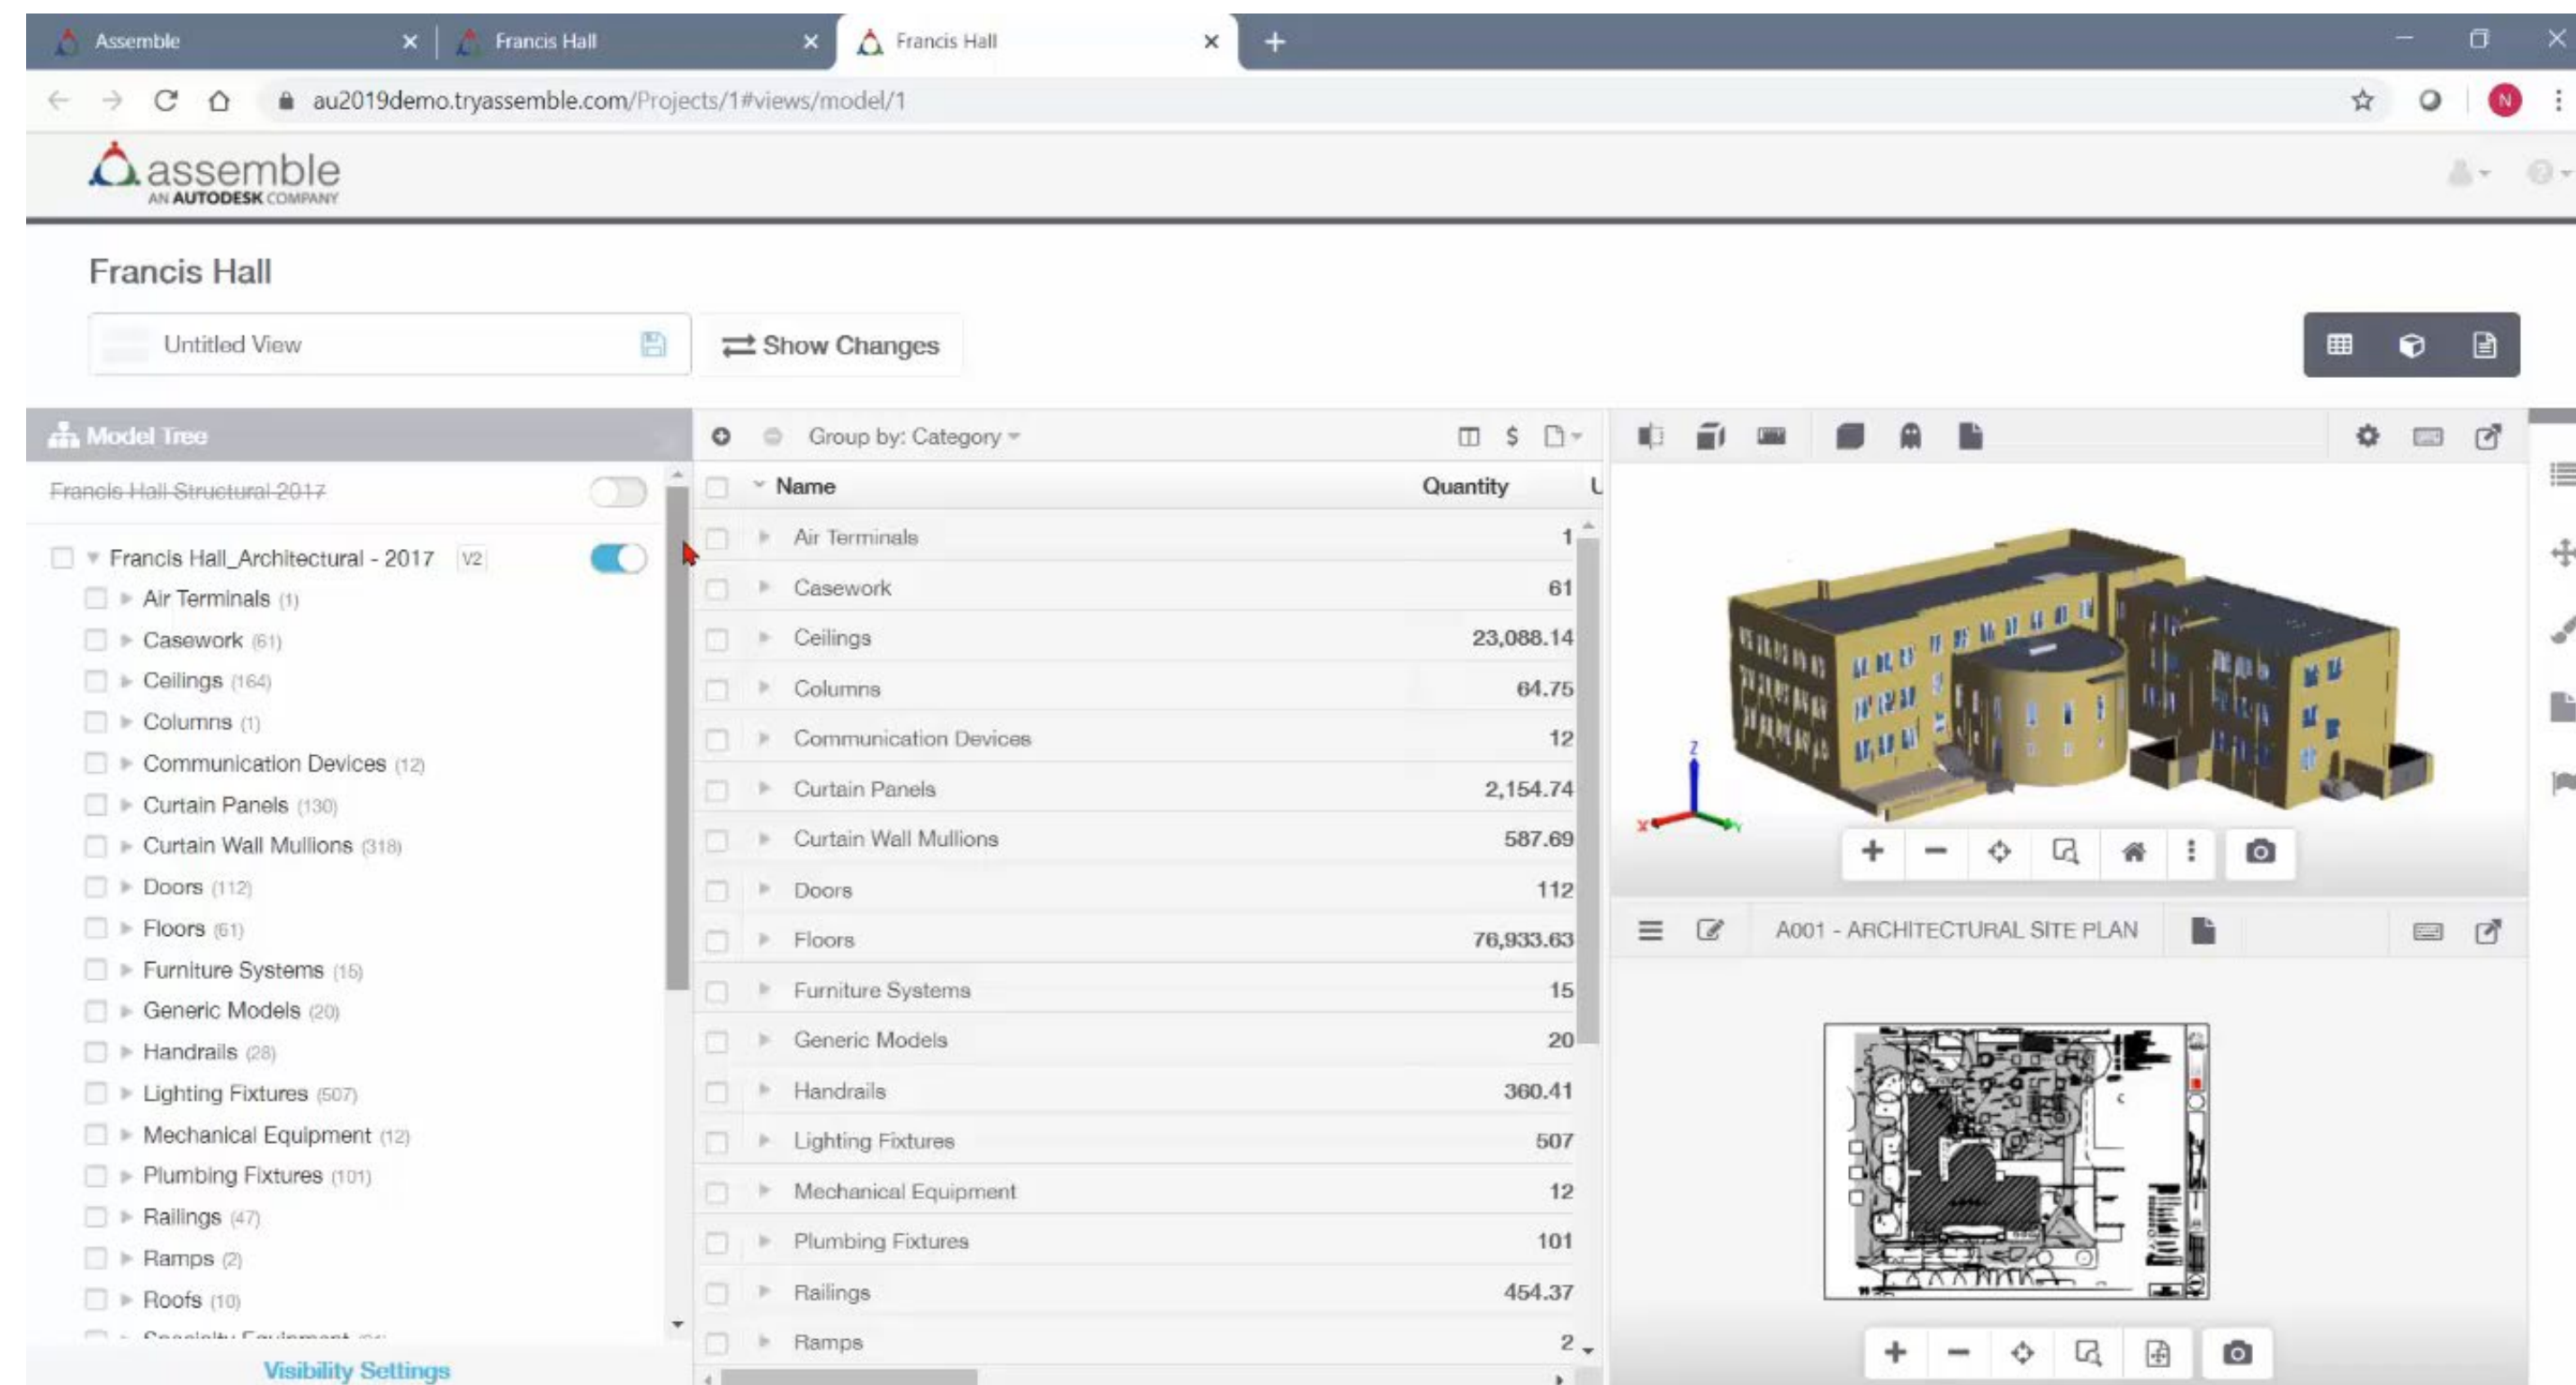 Assemble
Francis Hall
Francis Hall
au2019demo.tryassemble.com/Projects/1#views/model/1
N
assemble
AN AUTODESK COMPANY
Francis Hall
Untitled View
Show Changes
Model Tree
Francis Hall Structural 2017
Francis Hall_Architectural - 2017 V2
Air Terminals (1)
Casework (61)
Ceilings (164)
Columns (1)
Communication Devices (12)
Curtain Panels (130)
Curtain Wall Mullions (318)
Doors (112)
Floors (61)
Furniture Systems (15)
Generic Models (20)
Handrails (28)
Lighting Fixtures (507)
Mechanical Equipment (12)
Plumbing Fixtures (101)
Railings (47)
Ramps (2)
Roofs (10)
Specialty Equipment
Visibility Settings
Group by: Category
$
Name Quantity U
Air Terminals 1
Casework 61
Ceilings 23,088.14
Columns 64.75
Communication Devices 12
Curtain Panels 2,154.74
Curtain Wall Mullions 587.69
Doors 112
Floors 76,933.63
Furniture Systems 15
Generic Models 20
Handrails 360.41
Lighting Fixtures 507
Mechanical Equipment 12
Plumbing Fixtures 101
Railings 454.37
Ramps 2
Z
X
Y
A001 - ARCHITECTURAL SITE PLAN